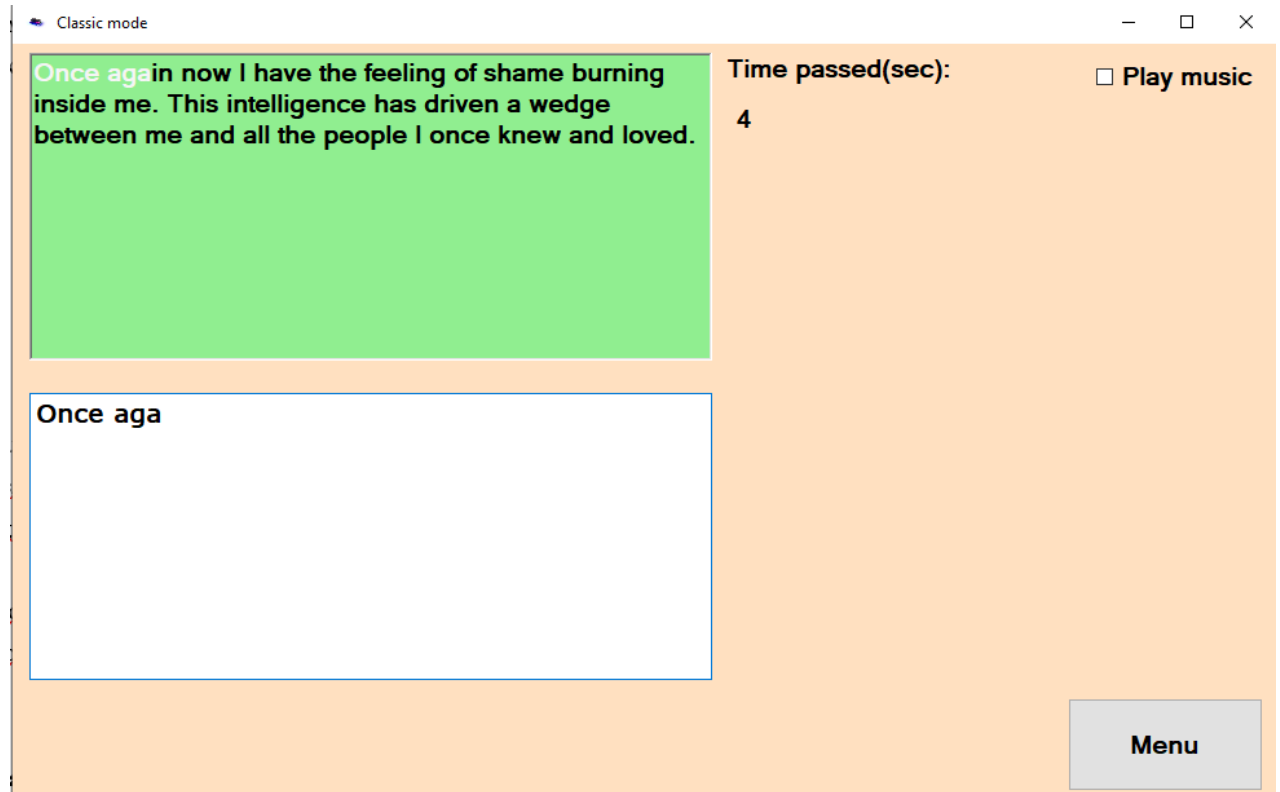 Classic mode
Once again now I have the feeling of shame burning
inside me. This intelligence has driven a wedge
between me and all the people I once knew and loved.
Time passed(sec):
4
Play music
Once aga
Menu